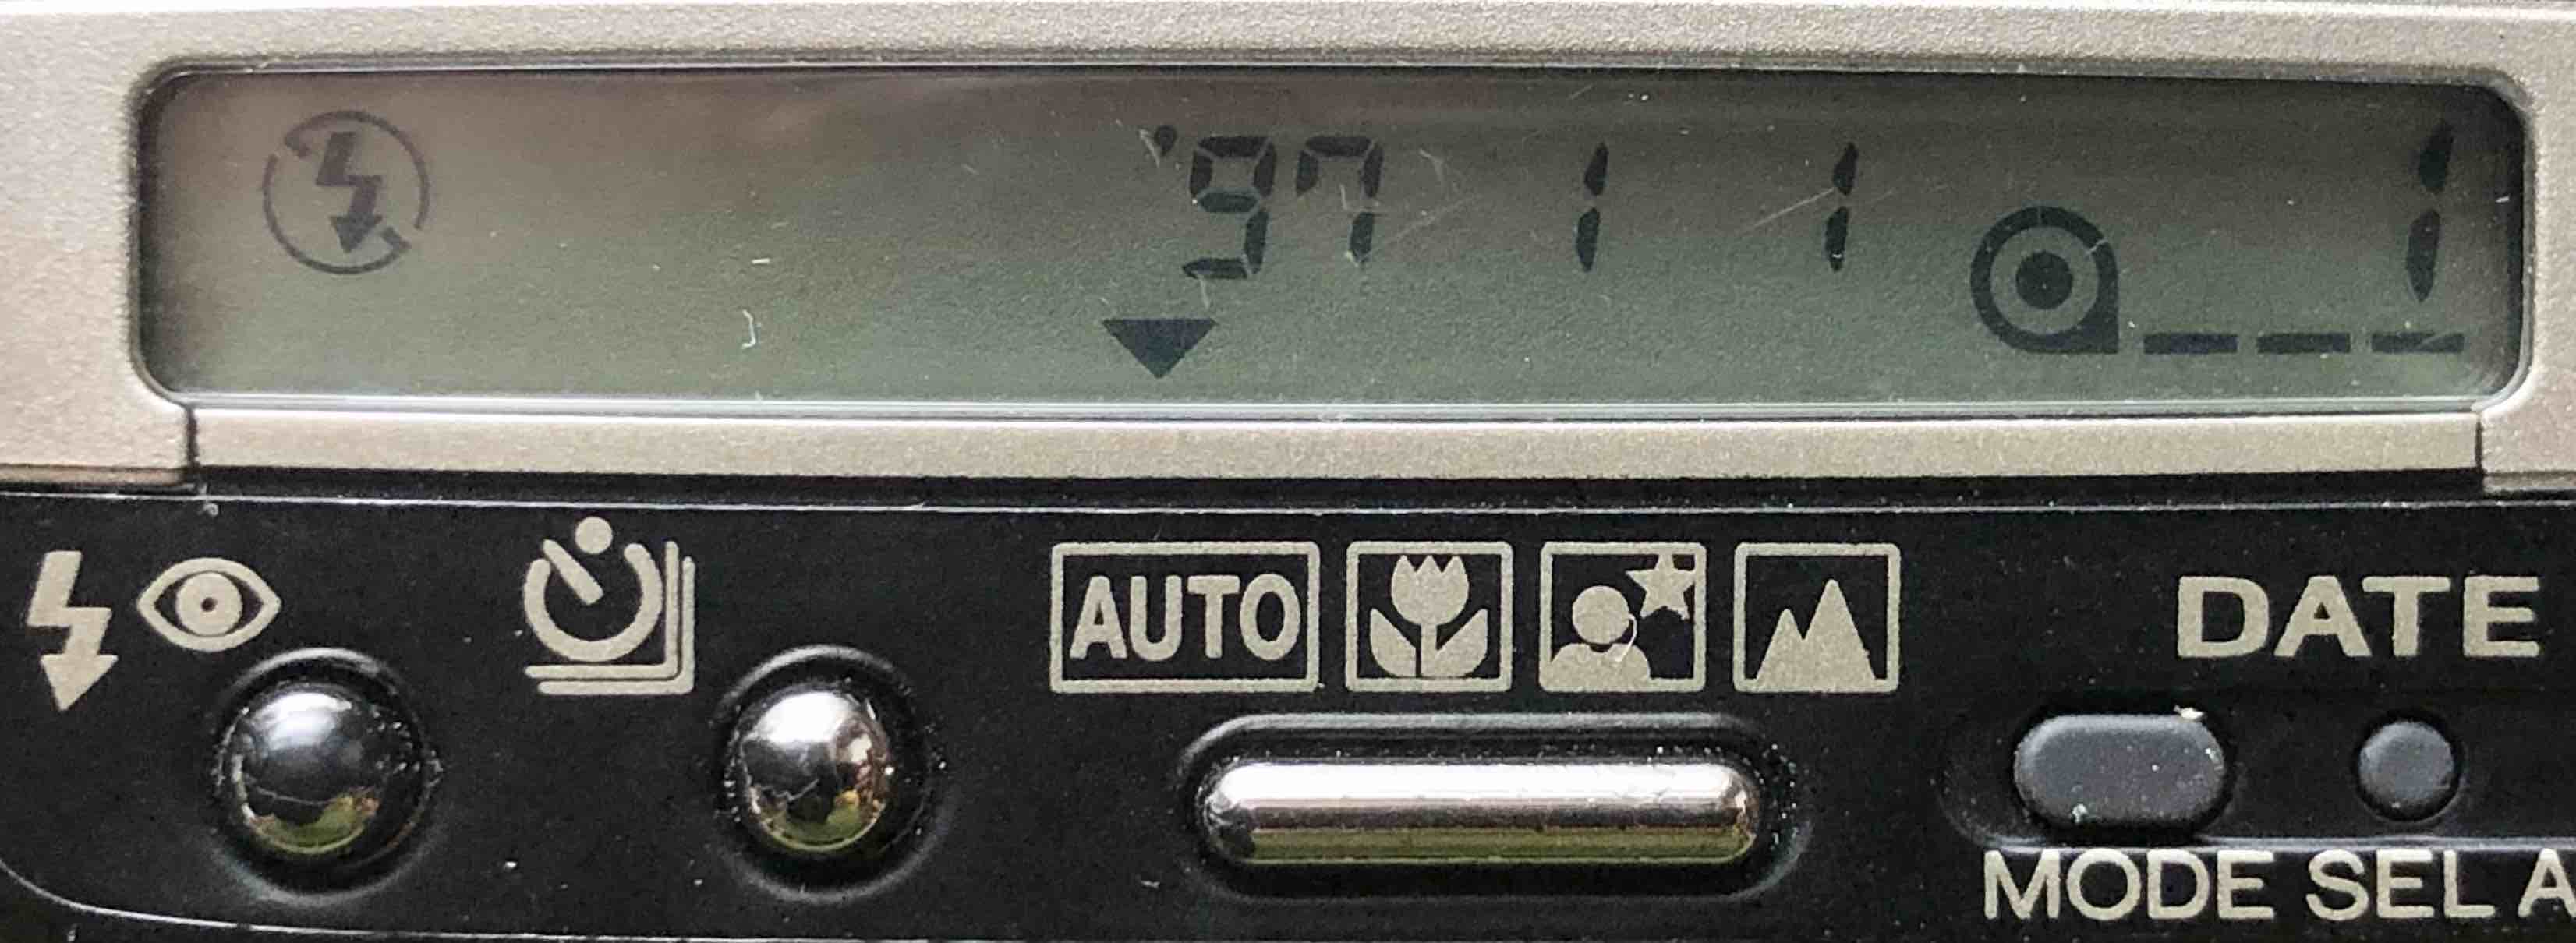 '97 1 1 1
AUTO DATE
MODE SEL A